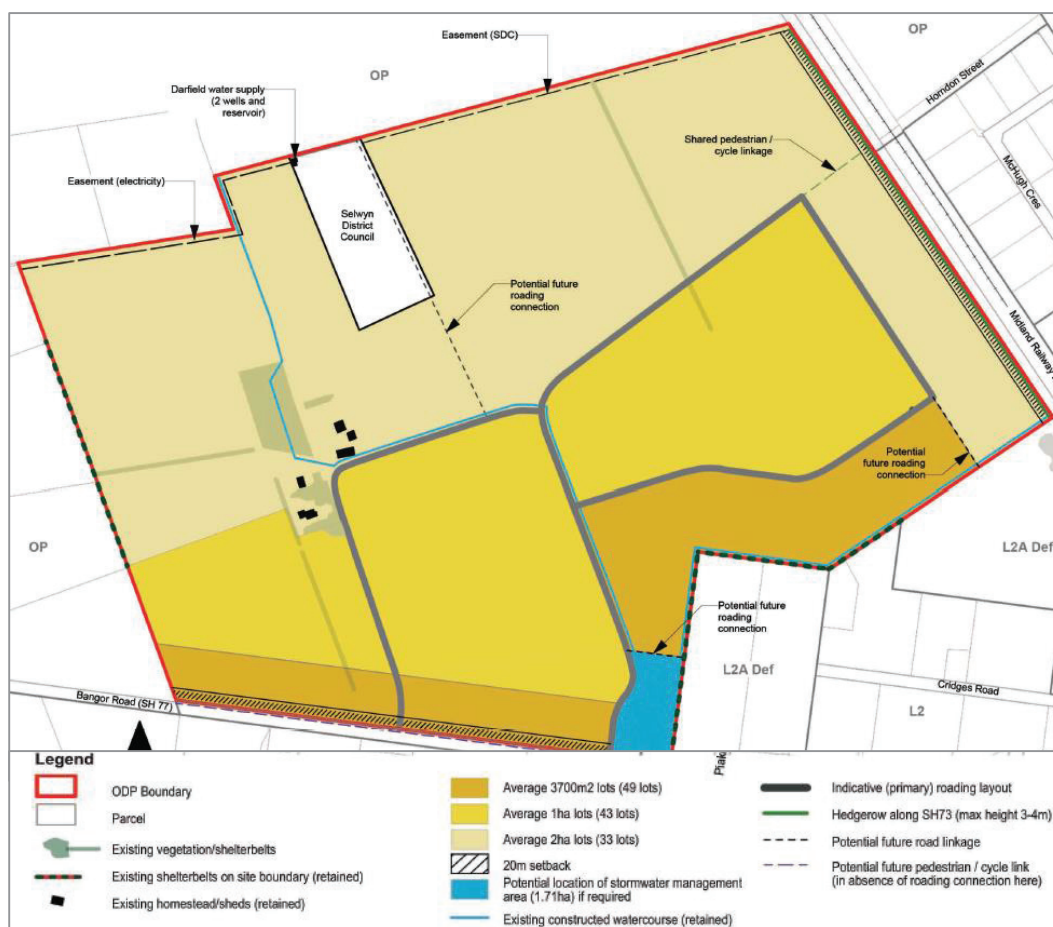 Easement (SDC)
OP
OP
Darfield water supply
(2 wells and
reservoir)
Horndon Street
Shared pedestrian /
cycle linkage
McHugh Cres
Easement (electricity)
Selwyn
District
Council
Potential future
roading
connection
Midland Railway
Potential
future roading
connection
OP
L2A Def
Potential future
roading
connection
L2A Def
Cridges Road
L2
Bangor Road (SH 77)
Legend
ODP Boundary
Parcel
Existing vegetation/shelterbelts
Existing shelterbelts on site boundary (retained)
Existing homestead/sheds (retained)
Average 3700m2 lots (49 lots)
Average 1ha lots (43 lots)
Average 2ha lots (33 lots)
20m setback
Potential location of stormwater management
area (1.71ha) if required
Existing constructed watercourse (retained)
Indicative (primary) roading layout
Hedgerow along SH73 (max height 3-4m)
Potential future road linkage
Potential future pedestrian / cycle link
(in absence of roading connection here)